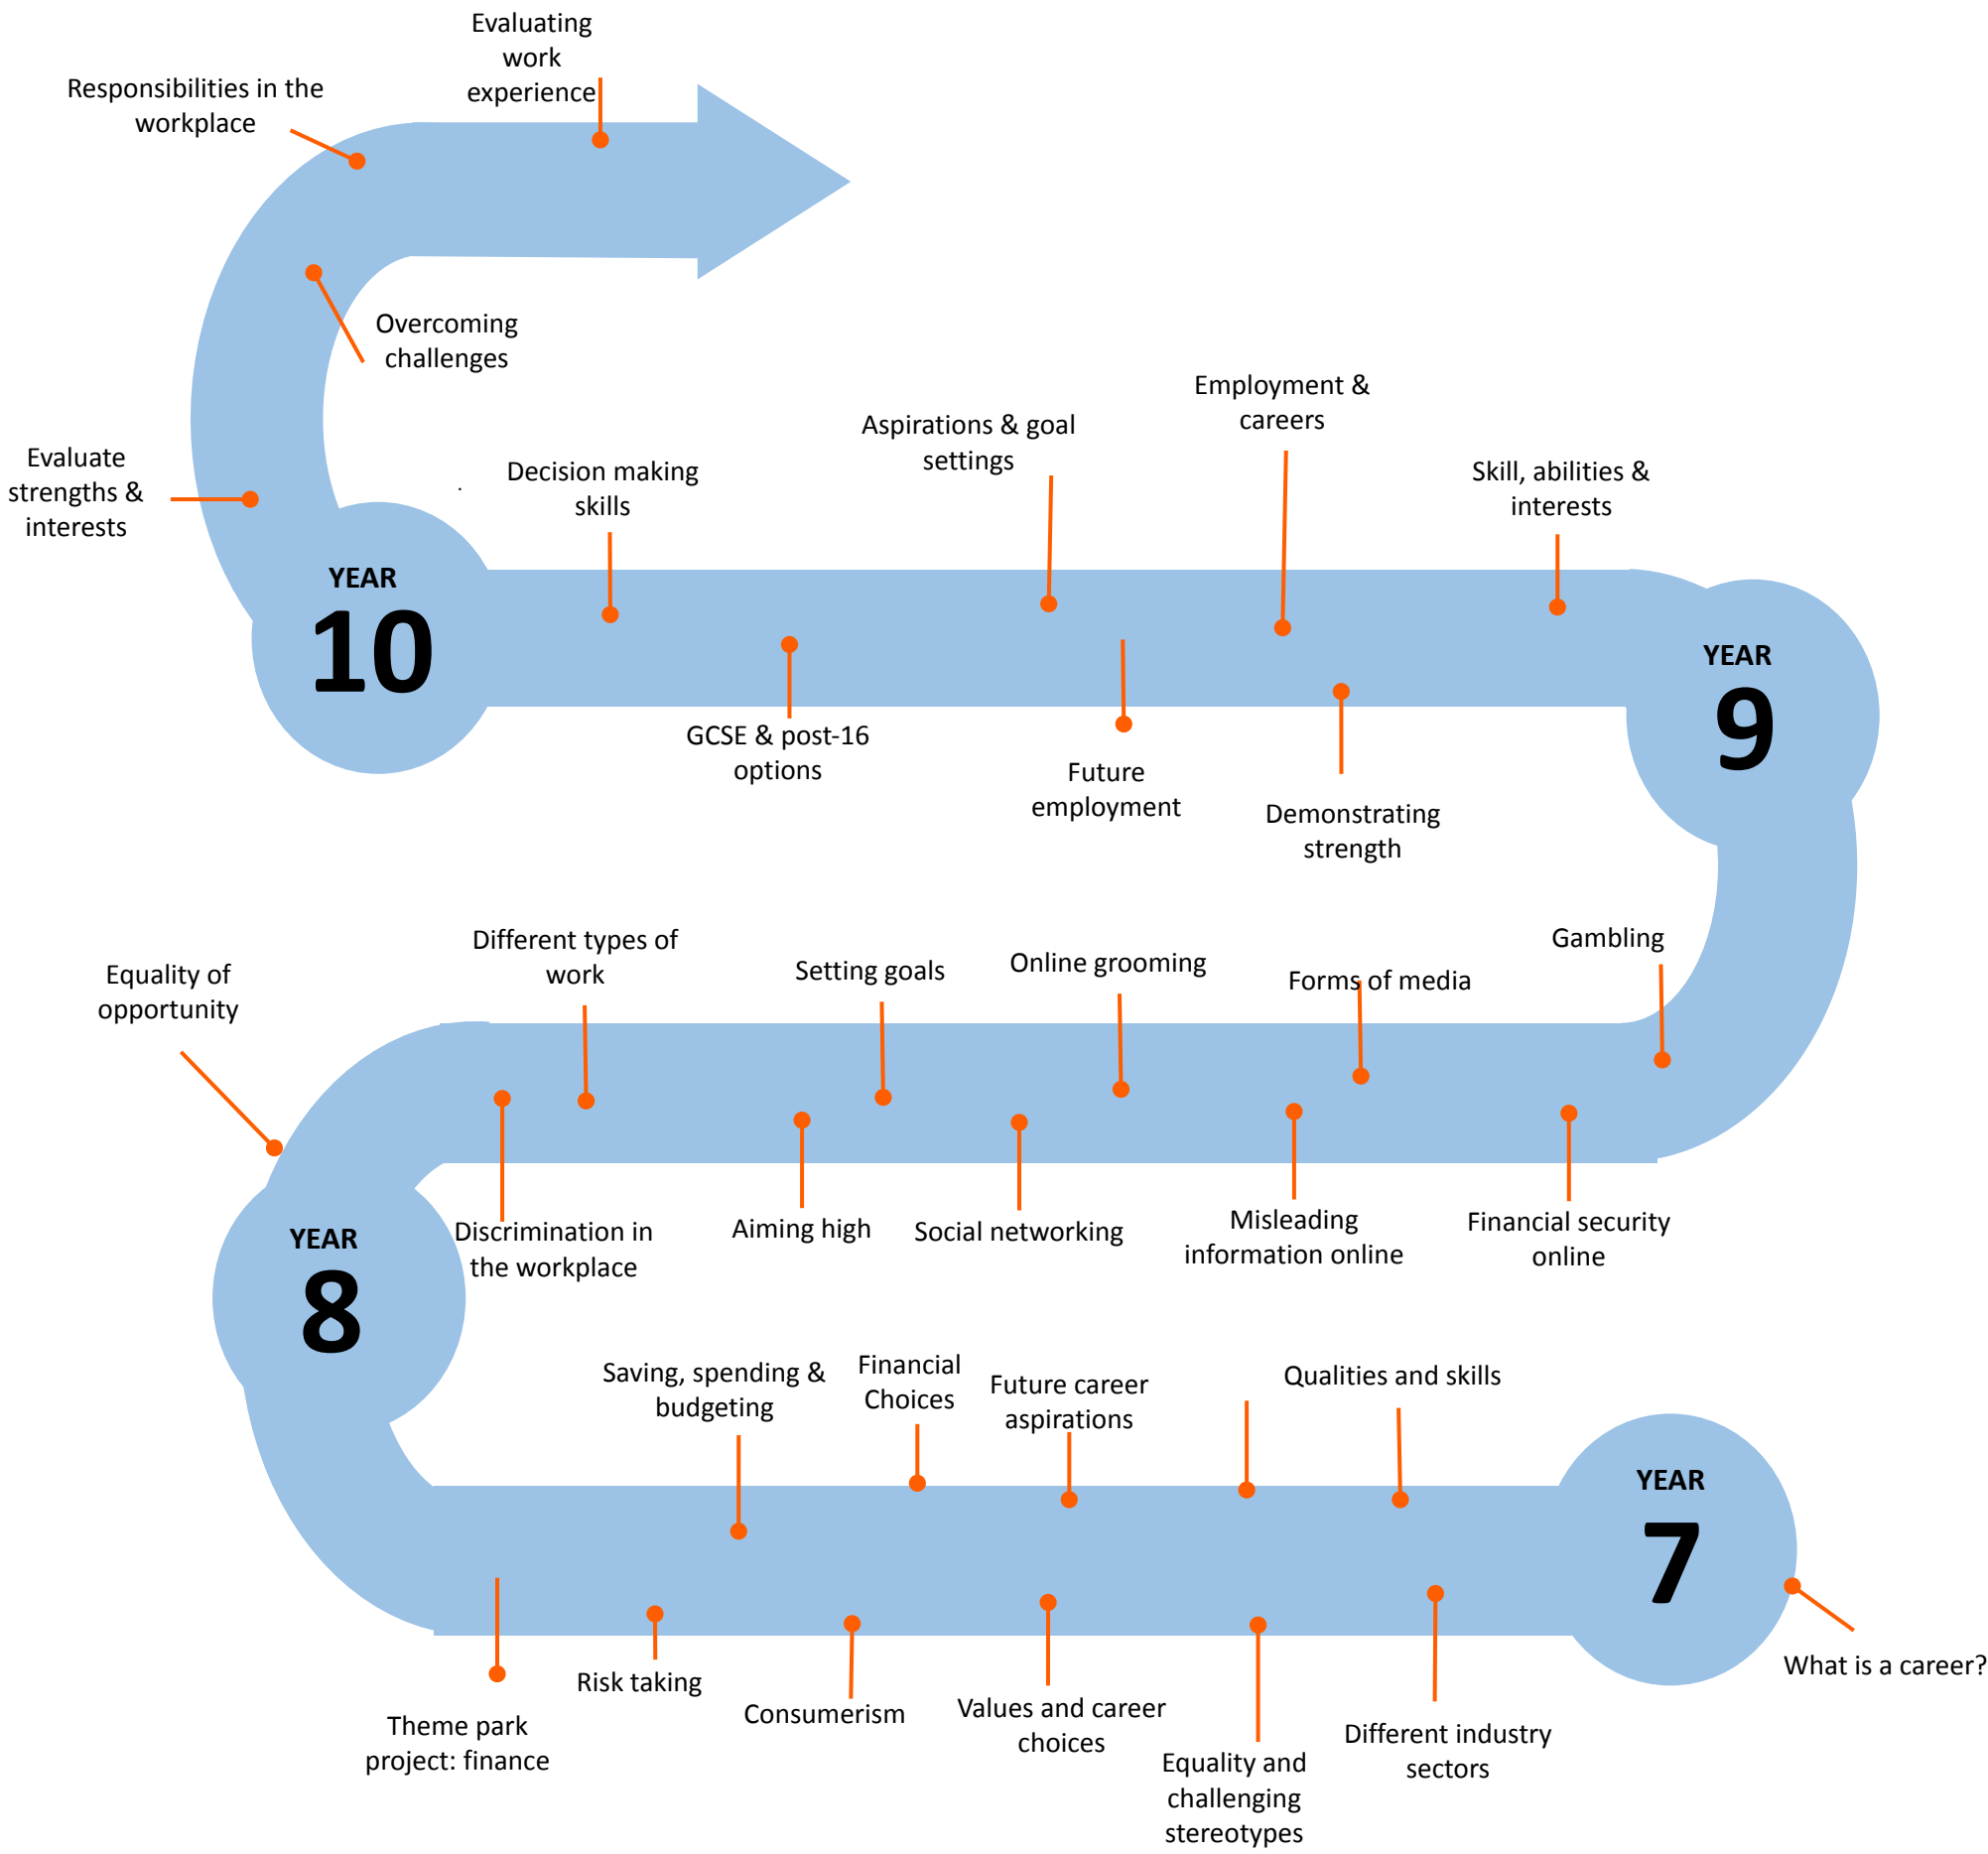 Evaluating
work
experience
Responsibilities in the
workplace
Overcoming
challenges
Employment &
careers
Aspirations & goal
settings
Evaluate
strengths &
interests
Decision making
skills
Skill, abilities &
interests
YEAR
10
YEAR
9
GCSE & post-16
options
Future
employment
Demonstrating
strength
Different types of
work
Setting goals
Online grooming
Forms of media
Gambling
Equality of
opportunity
YEAR
8
Discrimination in
the workplace
Aiming high
Social networking
Misleading
information online
Financial security
online
Saving, spending &
budgeting
Financial
Choices
Future career
aspirations
Qualities and skills
YEAR
7
What is a career?
Theme park
project: finance
Risk taking
Consumerism
Values and career
choices
Equality and
challenging
stereotypes
Different industry
sectors